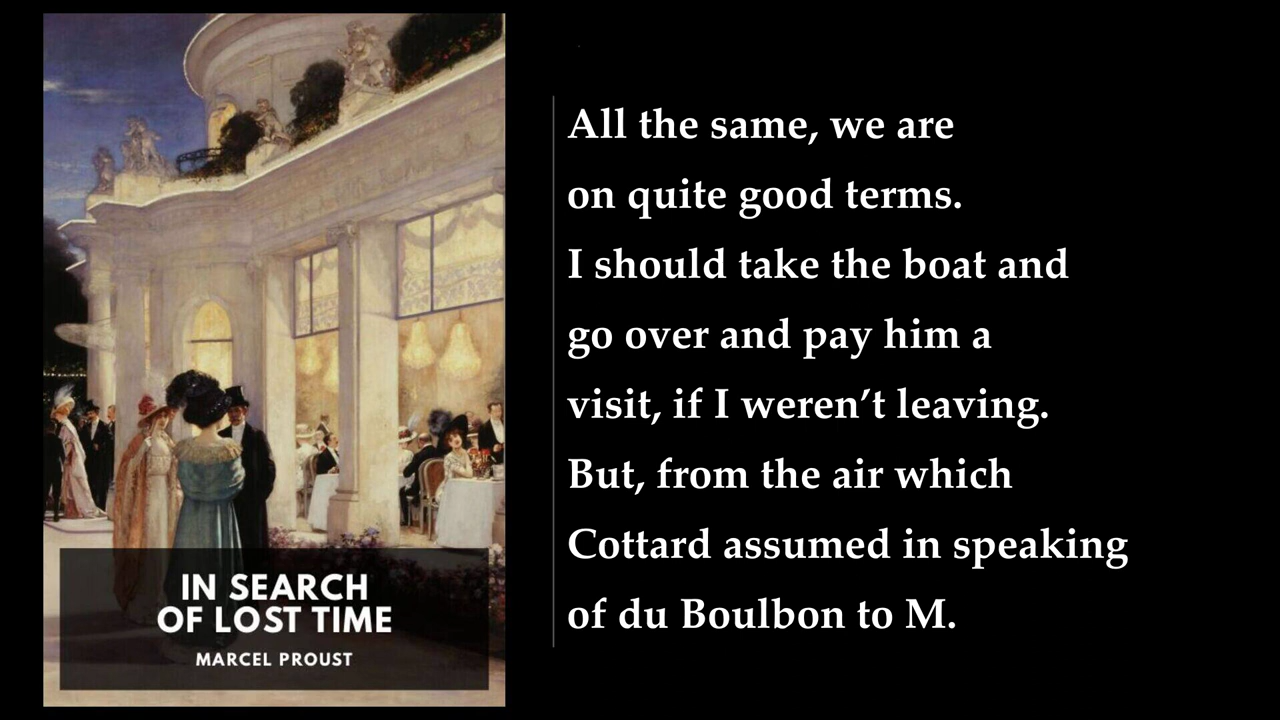 IN SEARCH
OF LOST TIME
MARCEL PROUST
All the same, we are
on quite good terms.
I should take the boat and
go over and pay him a
visit, if I weren’t leaving.
But, from the air which
Cottard assumed in speaking
of du Boulbon to M.